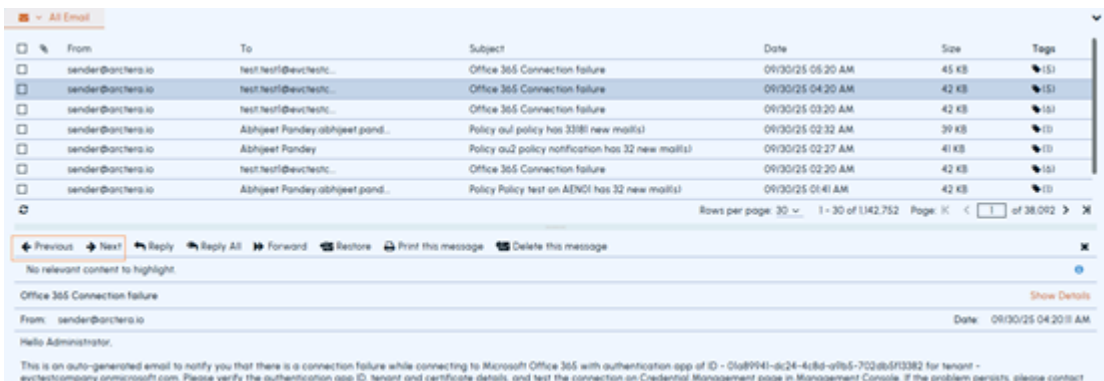 All Email
From To Subject Date Size Tags
sender@arctera.io test.test1@evctestc... Office 365 Connection failure 09/30/25 05:20 AM 45 KB (5)
sender@arctera.io test.test1@evctestc... Office 365 Connection failure 09/30/25 04:20 AM 42 KB (5)
sender@arctera.io test.test1@evctestc... Office 365 Connection failure 09/30/25 03:20 AM 42 KB (6)
sender@arctera.io Abhijeet Pandey:abhijeet.pand... Policy au1 policy has 33181 new mail(s) 09/30/25 02:32 AM 39 KB (1)
sender@arctera.io Abhijeet Pandey Policy au2 policy notification has 32 new mail(s) 09/30/25 02:27 AM 41 KB (1)
sender@arctera.io test.test1@evctestc... Office 365 Connection failure 09/30/25 02:20 AM 42 KB (6)
sender@arctera.io Abhijeet Pandey:abhijeet.pand... Policy Policy test on AEN01 has 32 new mail(s) 09/30/25 01:41 AM 42 KB (1)
Rows per page: 30 1 - 30 of 1,142,752 Page: 1 of 38,092
Previous Next Reply Reply All Forward Restore Print this message Delete this message
No relevant content to highlight.
Office 365 Connection failure Show Details
From: sender@arctera.io Date: 09/30/25 04:20:11 AM
Hello Administrator,
This is an auto-generated email to notify you that there is a connection failure while connecting to Microsoft Office 365 with authentication app of ID - 01a89941-dc24-4c8d-a9b5-702db5f13382 for tenant -
evctestcompany.onmicrosoft.com. Please verify the authentication app ID, tenant and certificate details, and test the connection on Credential Management page in Management Console. If the problem persists, please contact